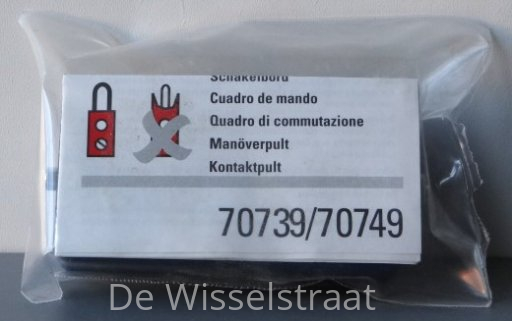 Schakelbord
Cuadro de mando
Quadro di commutazione
Manöverpult
Kontaktpult
70739/70749
De Wisselstraat